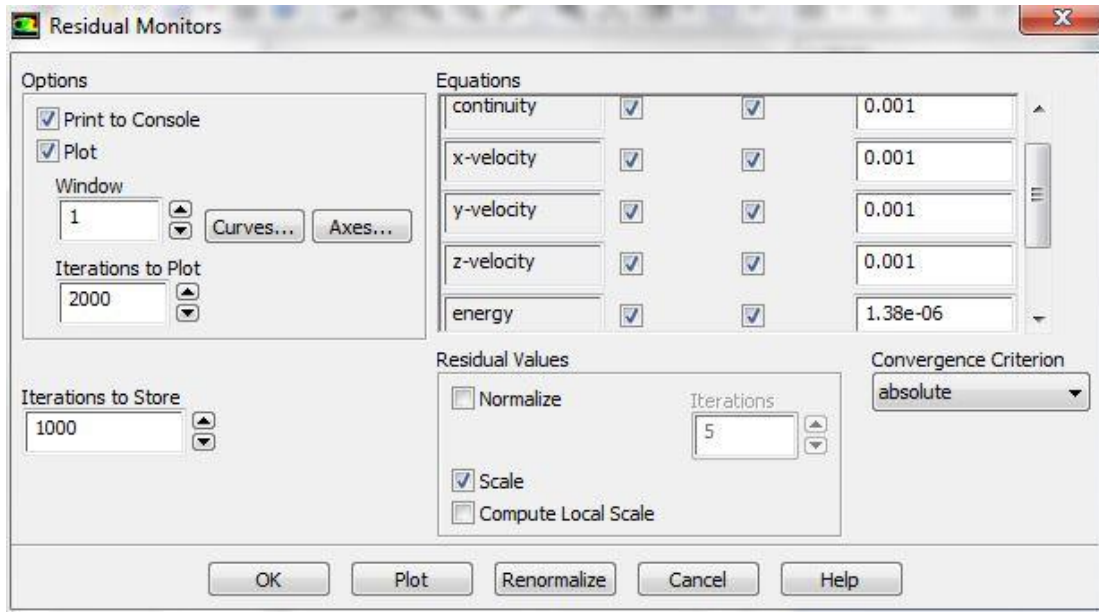 Residual Monitors
X
Options
Print to Console
Plot
Window
1
Curves...
Axes...
Iterations to Plot
2000
Iterations to Store
1000
Equations
continuity 0.001
x-velocity 0.001
y-velocity 0.001
z-velocity 0.001
energy 1.38e-06
Residual Values
Normalize
Iterations
5
Scale
Compute Local Scale
Convergence Criterion
absolute
OK Plot Renormalize Cancel Help